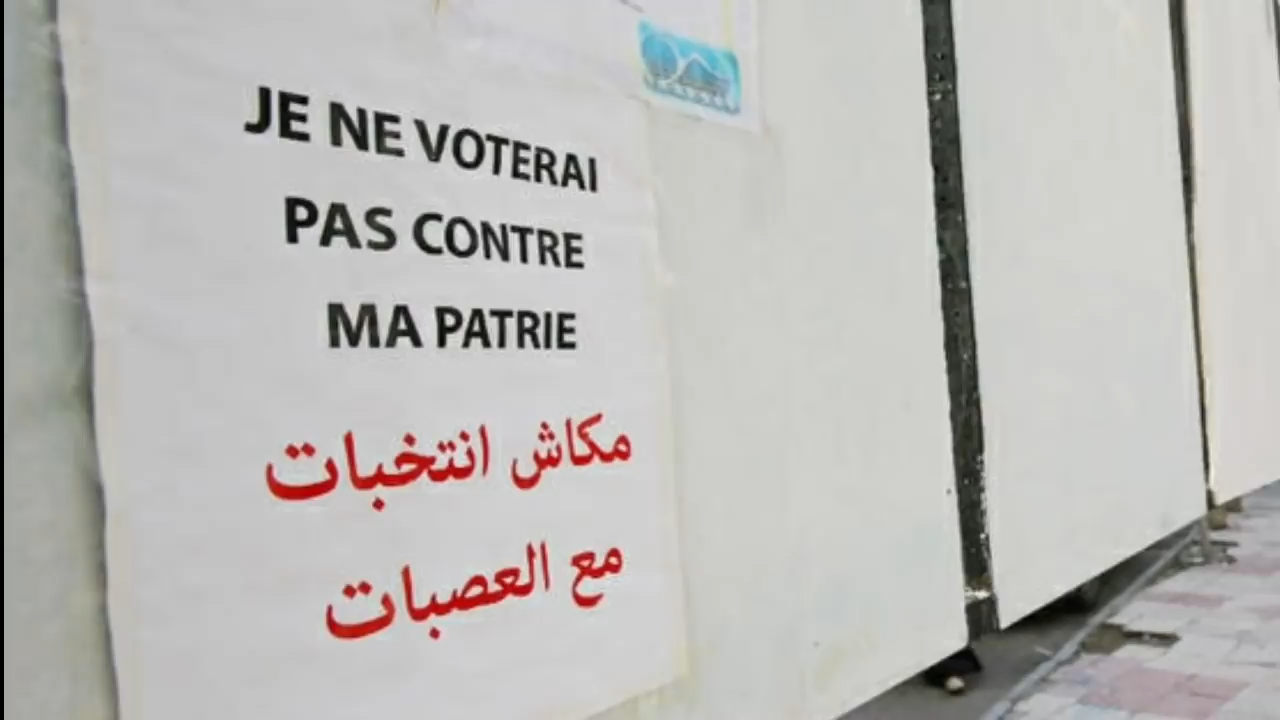 JE NE VOTERAI
PAS CONTRE
MA PATRIE
مكاش انتخبات
مع العصبات